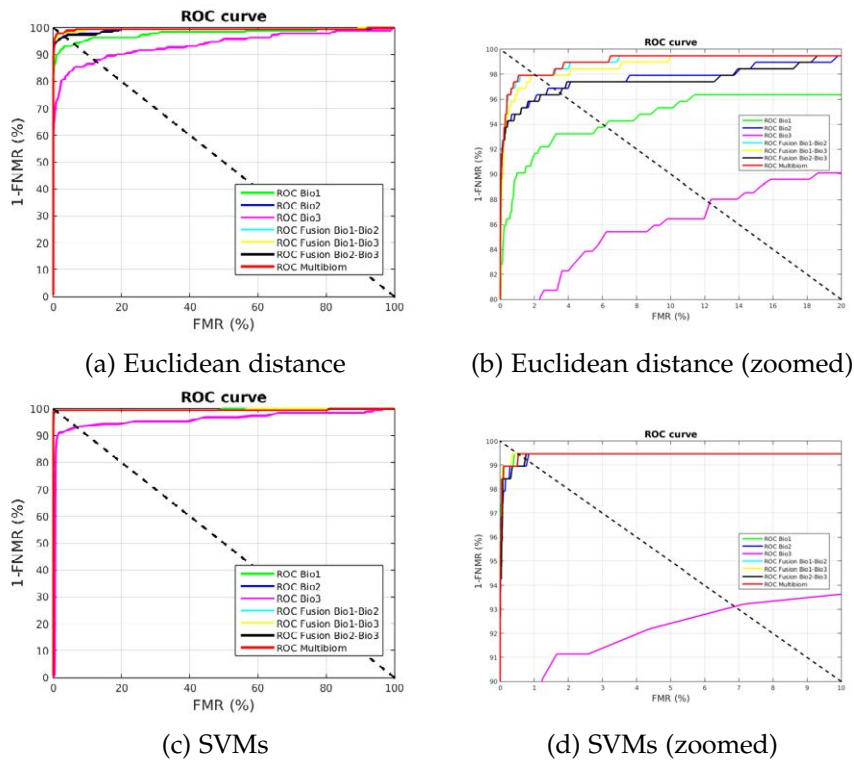 ROC curve
100
90
80
70
60
50
40
30
20
10
0
1-FNMR (%)
ROC Bio1
ROC Bio2
ROC Bio3
ROC Fusion Bio1-Bio2
ROC Fusion Bio1-Bio3
ROC Fusion Bio2-Bio3
ROC Multibiom
0 20 40 60 80 100
FMR (%)
(a) Euclidean distance
ROC curve
100
98
96
94
92
90
88
86
84
82
80
1-FNMR (%)
ROC Bio1
ROC Bio2
ROC Bio3
ROC Fusion Bio1-Bio2
ROC Fusion Bio1-Bio3
ROC Fusion Bio2-Bio3
ROC Multibiom
0 2 4 6 8 10 12 14 16 18 20
FMR (%)
(b) Euclidean distance (zoomed)
ROC curve
100
90
80
70
60
50
40
30
20
10
0
1-FNMR (%)
ROC Bio1
ROC Bio2
ROC Bio3
ROC Fusion Bio1-Bio2
ROC Fusion Bio1-Bio3
ROC Fusion Bio2-Bio3
ROC Multibiom
0 20 40 60 80 100
FMR (%)
(c) SVMs
ROC curve
100
99
98
97
96
95
94
93
92
91
90
1-FNMR (%)
ROC Bio1
ROC Bio2
ROC Bio3
ROC Fusion Bio1-Bio2
ROC Fusion Bio1-Bio3
ROC Fusion Bio2-Bio3
ROC Multibiom
0 1 2 3 4 5 6 7 8 9 10
FMR (%)
(d) SVMs (zoomed)